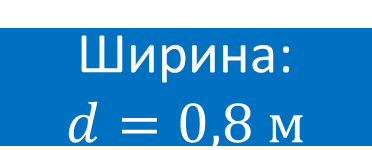 Ширина:
d = 0,8 м